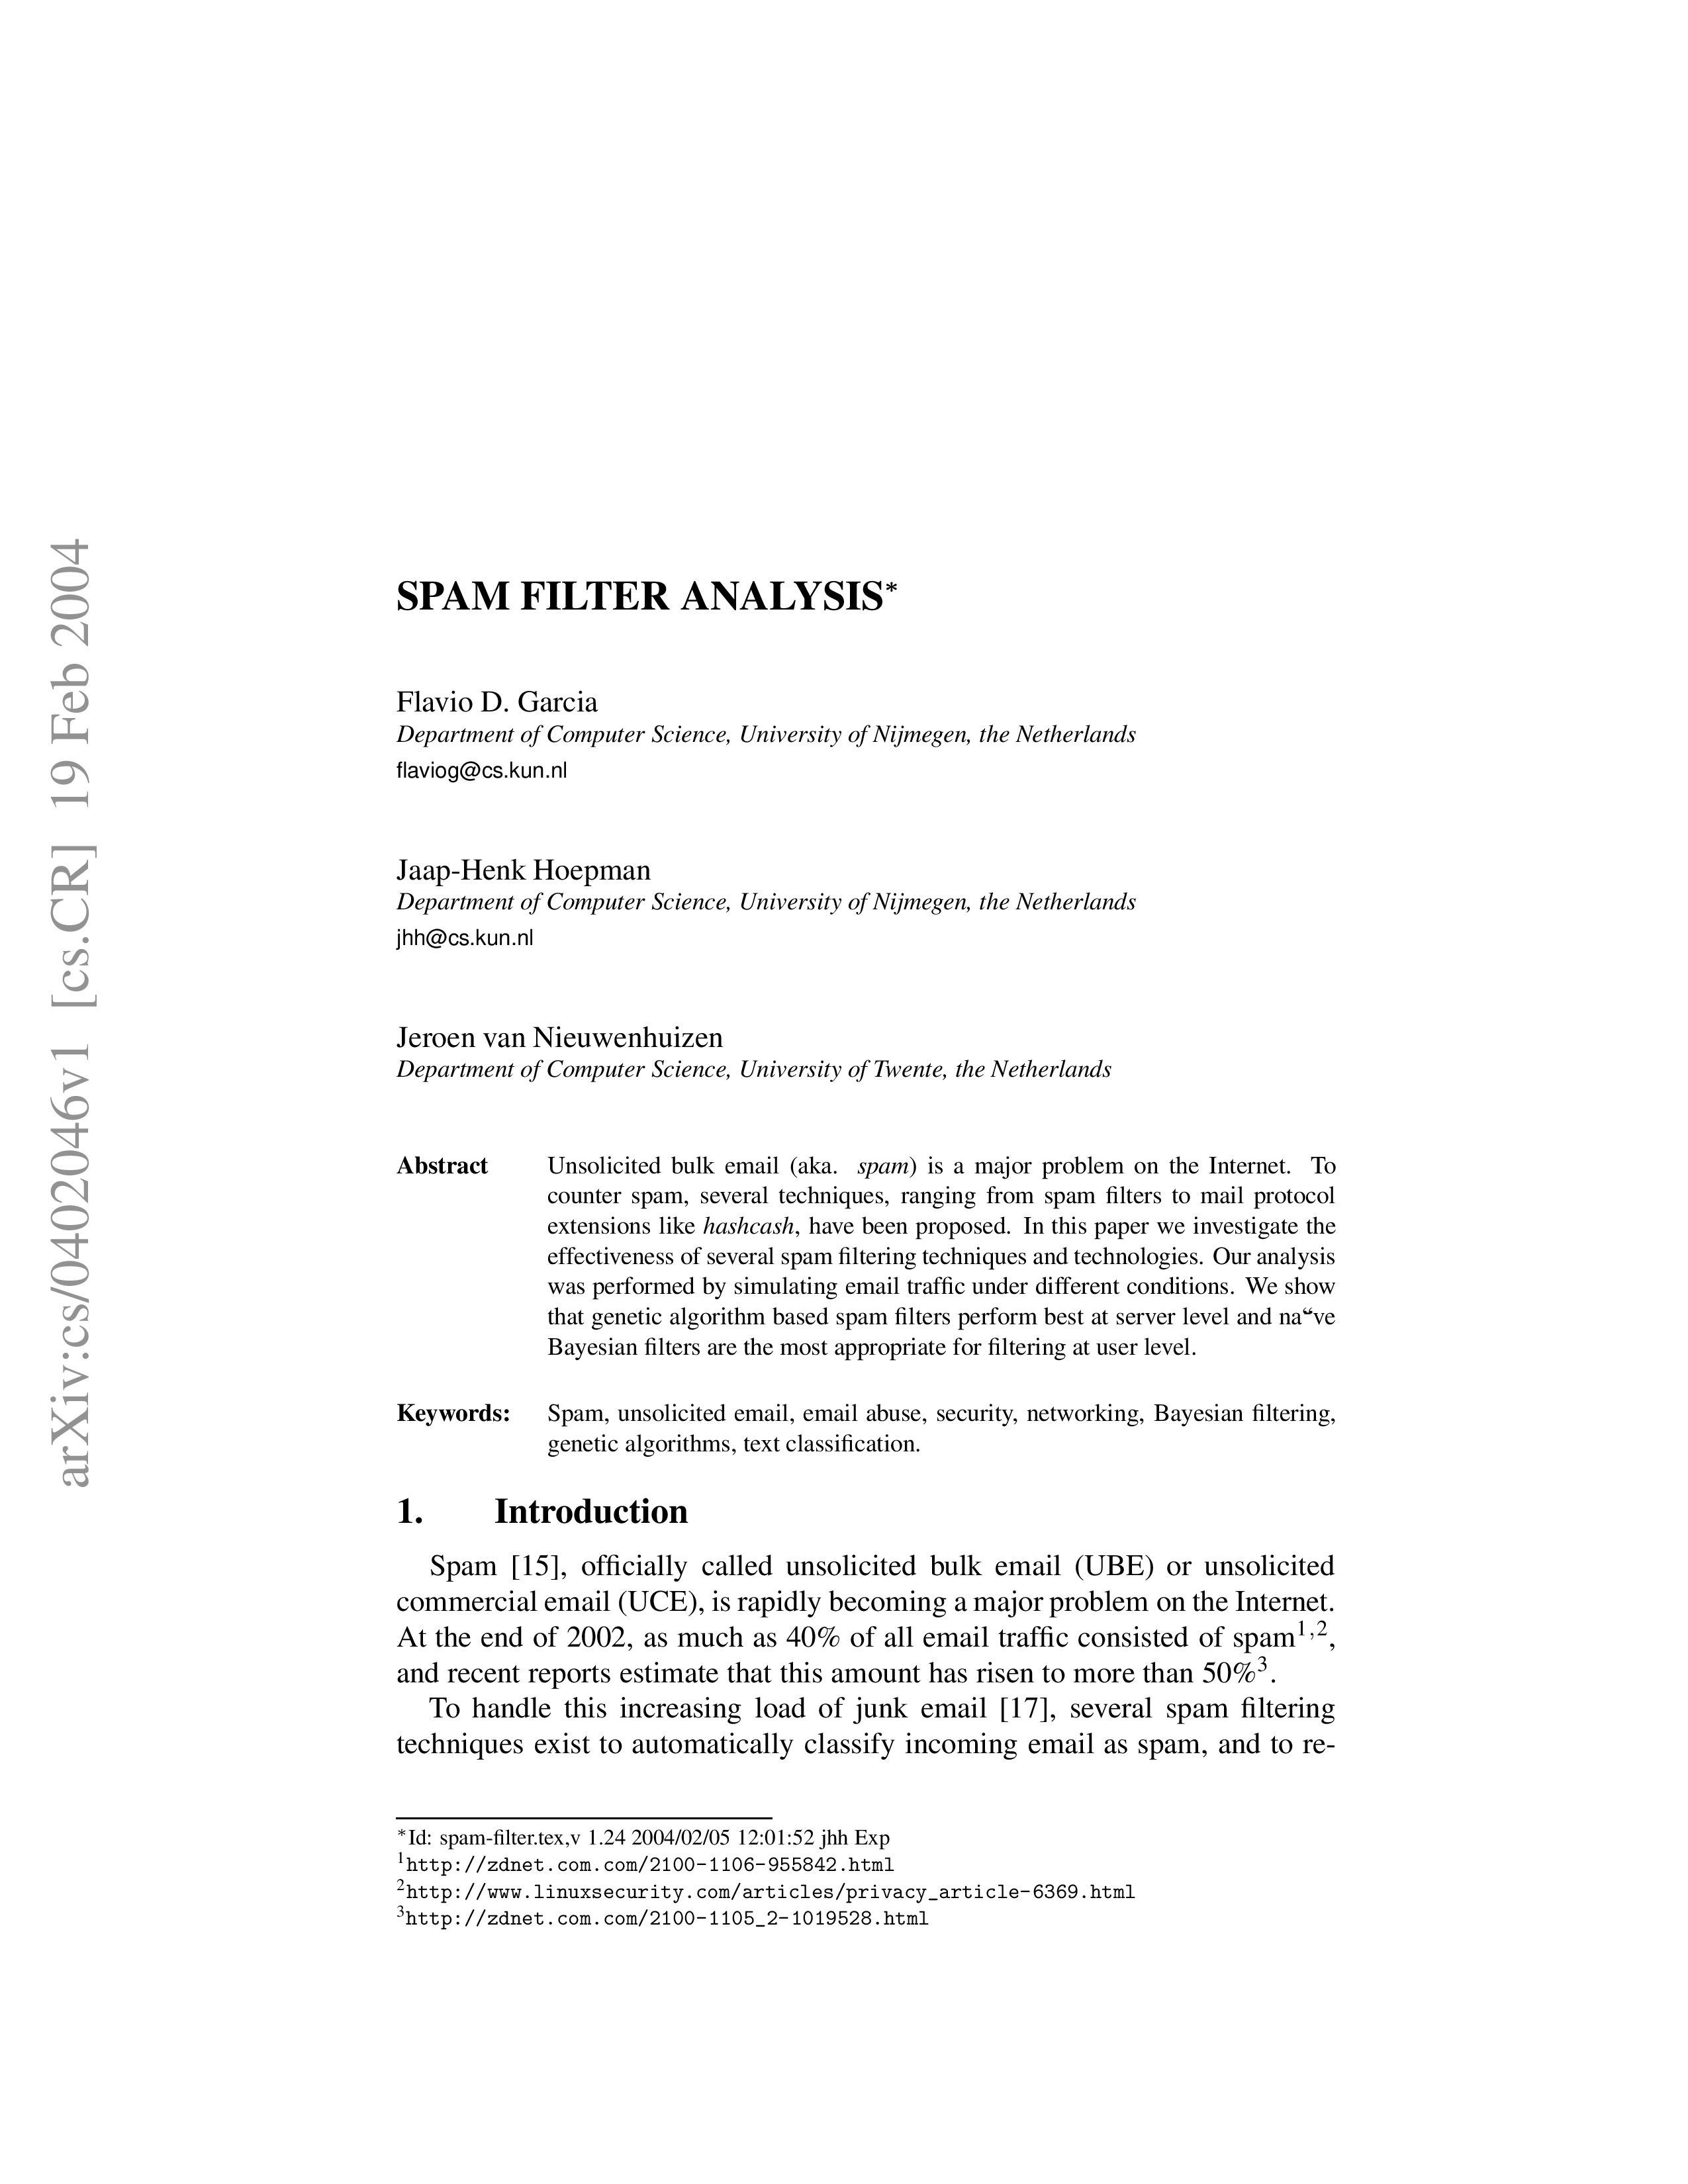 arXiv:cs/0402046v1 [cs.CR] 19 Feb 2004
SPAM FILTER ANALYSIS*
Flavio D. Garcia
Department of Computer Science, University of Nijmegen, the Netherlands
flaviog@cs.kun.nl
Jaap-Henk Hoepman
Department of Computer Science, University of Nijmegen, the Netherlands
jhh@cs.kun.nl
Jeroen van Nieuwenhuizen
Department of Computer Science, University of Twente, the Netherlands
Abstract Unsolicited bulk email (aka. spam) is a major problem on the Internet. To
counter spam, several techniques, ranging from spam filters to mail protocol
extensions like hashcash, have been proposed. In this paper we investigate the
effectiveness of several spam filtering techniques and technologies. Our analysis
was performed by simulating email traffic under different conditions. We show
that genetic algorithm based spam filters perform best at server level and na“ve
Bayesian filters are the most appropriate for filtering at user level.
Keywords: Spam, unsolicited email, email abuse, security, networking, Bayesian filtering,
genetic algorithms, text classification.
1. Introduction
Spam [15], officially called unsolicited bulk email (UBE) or unsolicited
commercial email (UCE), is rapidly becoming a major problem on the Internet.
At the end of 2002, as much as 40% of all email traffic consisted of spam1,2,
and recent reports estimate that this amount has risen to more than 50%3.
To handle this increasing load of junk email [17], several spam filtering
techniques exist to automatically classify incoming email as spam, and to re-
*Id: spam-filter.tex,v 1.24 2004/02/05 12:01:52 jhh Exp
1http://zdnet.com.com/2100-1106-955842.html
2http://www.linuxsecurity.com/articles/privacy_article-6369.html
3http://zdnet.com.com/2100-1105_2-1019528.html